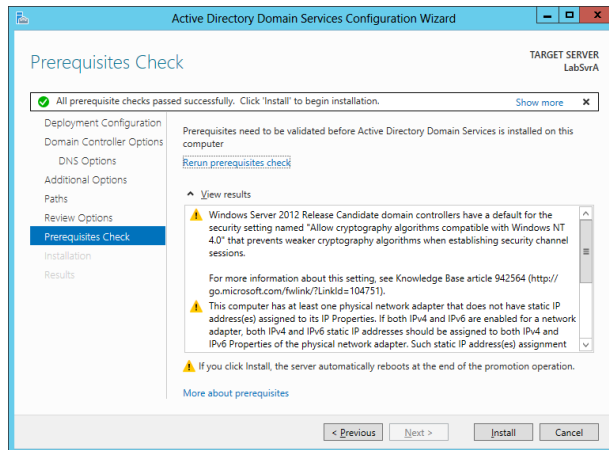 Active Directory Domain Services Configuration Wizard
Prerequisites Check
TARGET SERVER
LabSvrA
All prerequisite checks passed successfully. Click 'Install' to begin installation.
Show more
Deployment Configuration
Domain Controller Options
DNS Options
Additional Options
Paths
Review Options
Prerequisites Check
Installation
Results
Prerequisites need to be validated before Active Directory Domain Services is installed on this
computer
Rerun prerequisites check
View results
Windows Server 2012 Release Candidate domain controllers have a default for the
security setting named "Allow cryptography algorithms compatible with Windows NT
4.0" that prevents weaker cryptography algorithms when establishing security channel
sessions.
For more information about this setting, see Knowledge Base article 942564 (http://
go.microsoft.com/fwlink/?LinkId=104751).
This computer has at least one physical network adapter that does not have static IP
address(es) assigned to its IP Properties. If both IPv4 and IPv6 are enabled for a network
adapter, both IPv4 and IPv6 static IP addresses should be assigned to both IPv4 and
IPv6 Properties of the physical network adapter. Such static IP address(es) assignment
If you click Install, the server automatically reboots at the end of the promotion operation.
More about prerequisites
< Previous
Next >
Install
Cancel